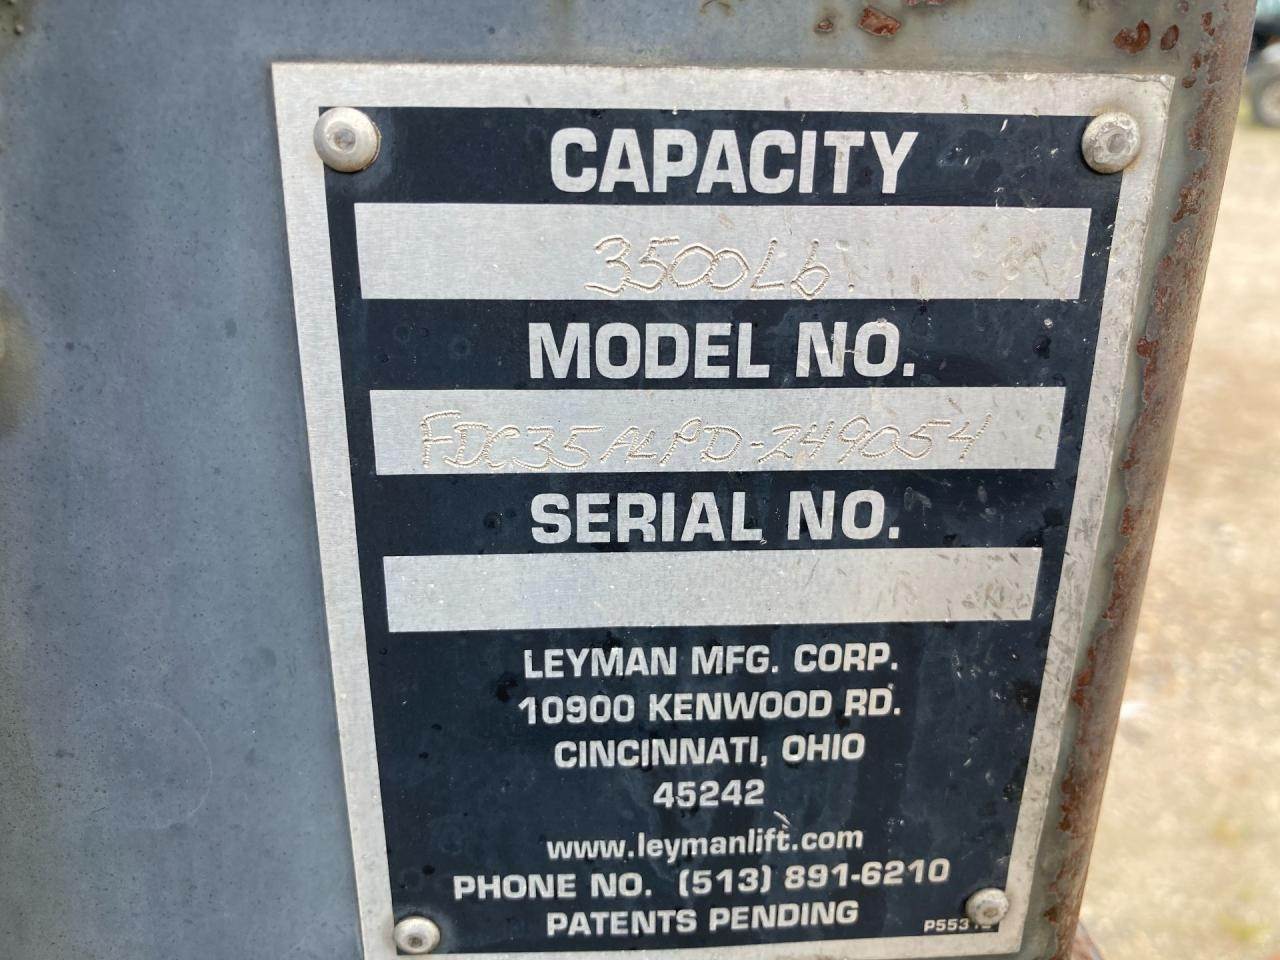 CAPACITY
3500Lb
MODEL NO.
FDC35ALPD-249054
SERIAL NO.
LEYMAN MFG. CORP.
10900 KENWOOD RD.
CINCINNATI, OHIO
45242
www.leymanlift.com
PHONE NO. (513) 891-6210
PATENTS PENDING